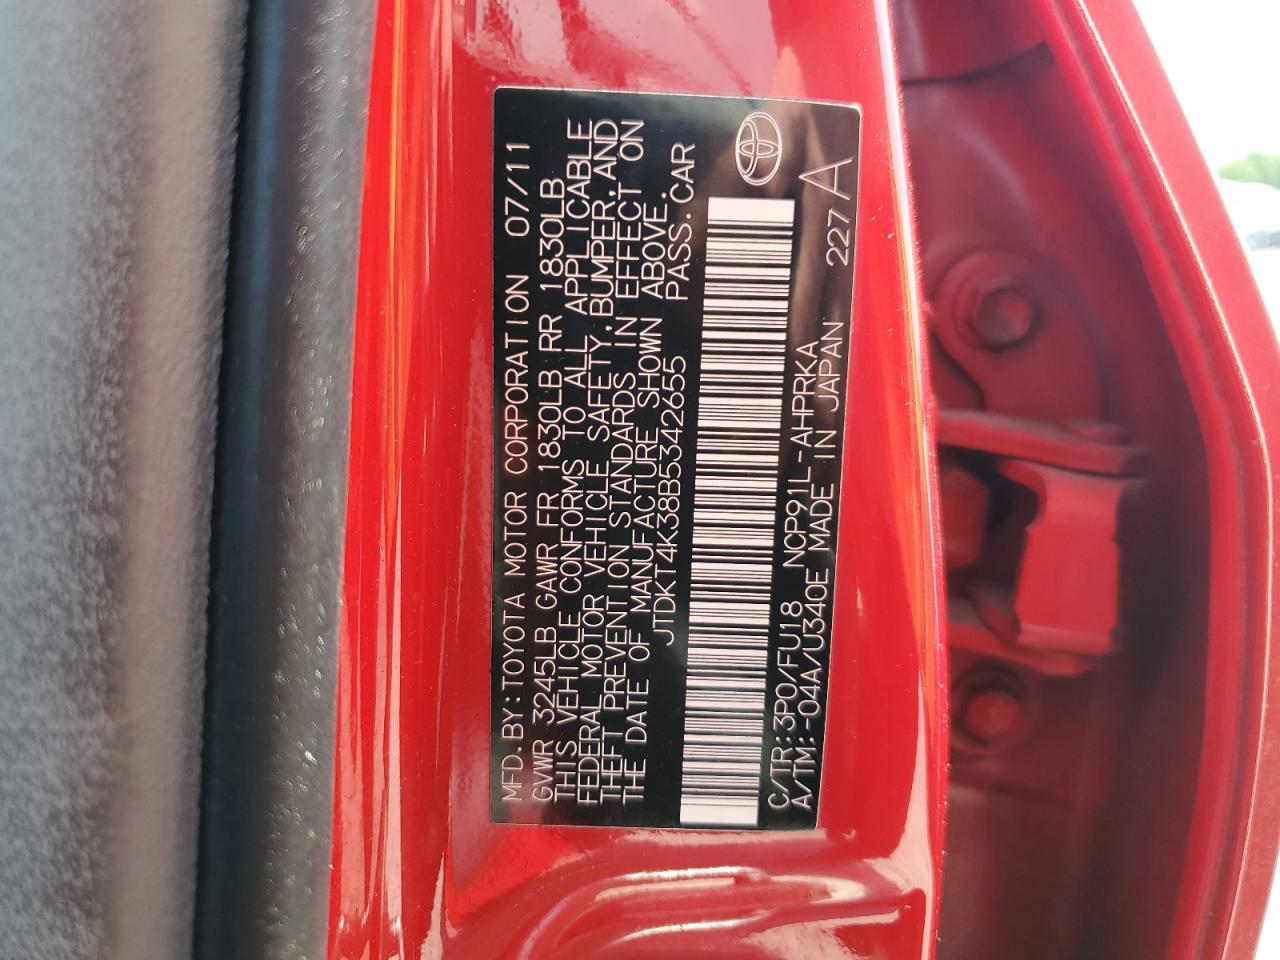 MFD.BY:TOYOTA MOTOR CORPORATION 07/11
GVWR 3245LB GAWR FR 1830LB RR 1830LB
THIS VEHICLE CONFORMS TO ALL APPLICABLE
FEDERAL MOTOR VEHICLE SAFETY,BUMPER,AND
THEFT PREVENTION STANDARDS IN EFFECT ON
THE DATE OF MANUFACTURE SHOWN ABOVE.
JTDKT4K38B5342655 PASS.CAR
C/TR:3P0/FU18 NCP91L-AHPRKA
A/TM:-04A/U340E MADE IN JAPAN 227A